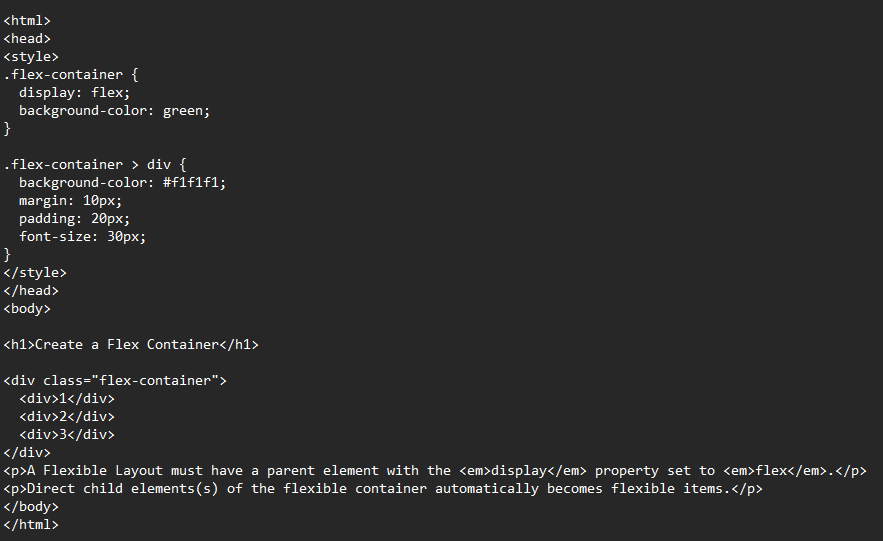 <html>
<head>
<style>
.flex-container {
  display: flex;
  background-color: green;
}

.flex-container > div {
  background-color: #f1f1f1;
  margin: 10px;
  padding: 20px;
  font-size: 30px;
}
</style>
</head>
<body>

<h1>Create a Flex Container</h1>

<div class="flex-container">
  <div>1</div>
  <div>2</div>
  <div>3</div>
</div>
<p>A Flexible Layout must have a parent element with the <em>display</em> property set to <em>flex</em>.</p>
<p>Direct child elements(s) of the flexible container automatically becomes flexible items.</p>
</body>
</html>